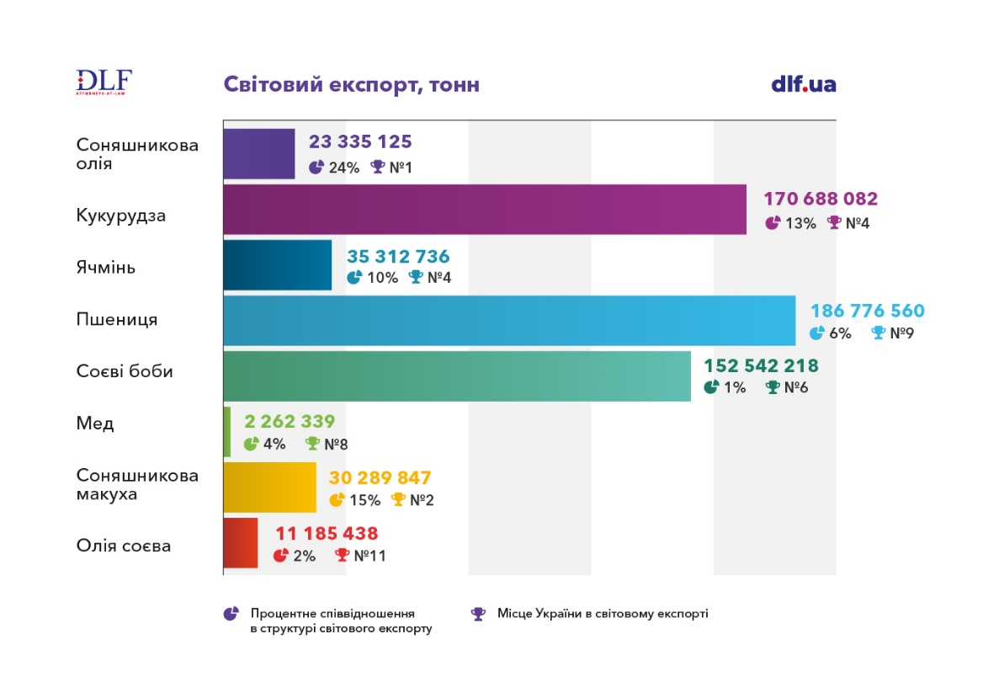 DLF
ATTORNEYS-AT-LAW
Світовий експорт, тонн
dlf.ua
Соняшникова
олія
23 335 125
24% №1
Кукурудза
170 688 082
13% №4
Ячмінь
35 312 736
10% №4
Пшениця
186 776 560
6% №9
Соєві боби
152 542 218
1% №6
Мед
2 262 339
4% №8
Соняшникова
макуха
30 289 847
15% №2
Олія соєва
11 185 438
2% №11
Процентне співвідношення
в структурі світового експорту
Місце України в світовому експорті